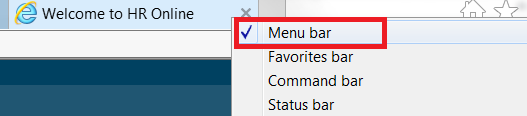 Welcome to HR Online
Menu bar
Favorites bar
Command bar
Status bar